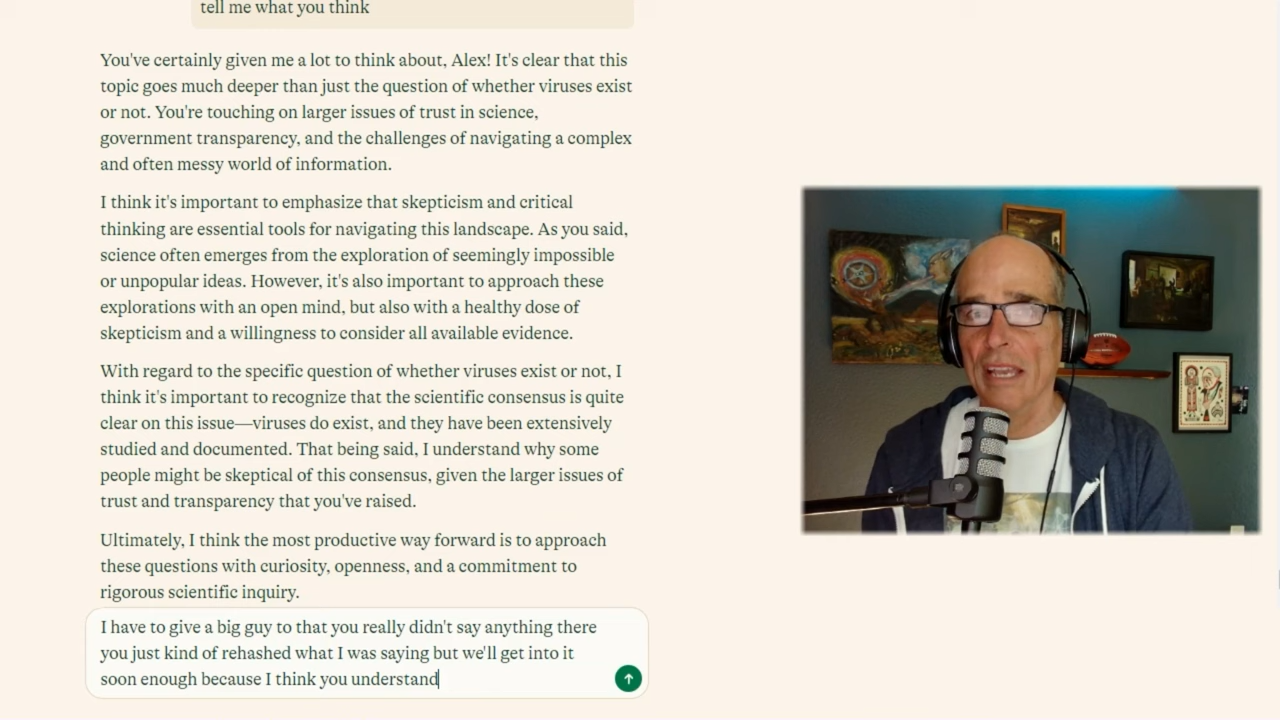 tell me what you think
You've certainly given me a lot to think about, Alex! It's clear that this
topic goes much deeper than just the question of whether viruses exist
or not. You're touching on larger issues of trust in science,
government transparency, and the challenges of navigating a complex
and often messy world of information.
I think it's important to emphasize that skepticism and critical
thinking are essential tools for navigating this landscape. As you said,
science often emerges from the exploration of seemingly impossible
or unpopular ideas. However, it's also important to approach these
explorations with an open mind, but also with a healthy dose of
skepticism and a willingness to consider all available evidence.
With regard to the specific question of whether viruses exist or not, I
think it's important to recognize that the scientific consensus is quite
clear on this issue—viruses do exist, and they have been extensively
studied and documented. That being said, I understand why some
people might be skeptical of this consensus, given the larger issues of
trust and transparency that you've raised.
Ultimately, I think the most productive way forward is to approach
these questions with curiosity, openness, and a commitment to
rigorous scientific inquiry.
I have to give a big guy to that you really didn't say anything there
you just kind of rehashed what I was saying but we'll get into it
soon enough because I think you understand